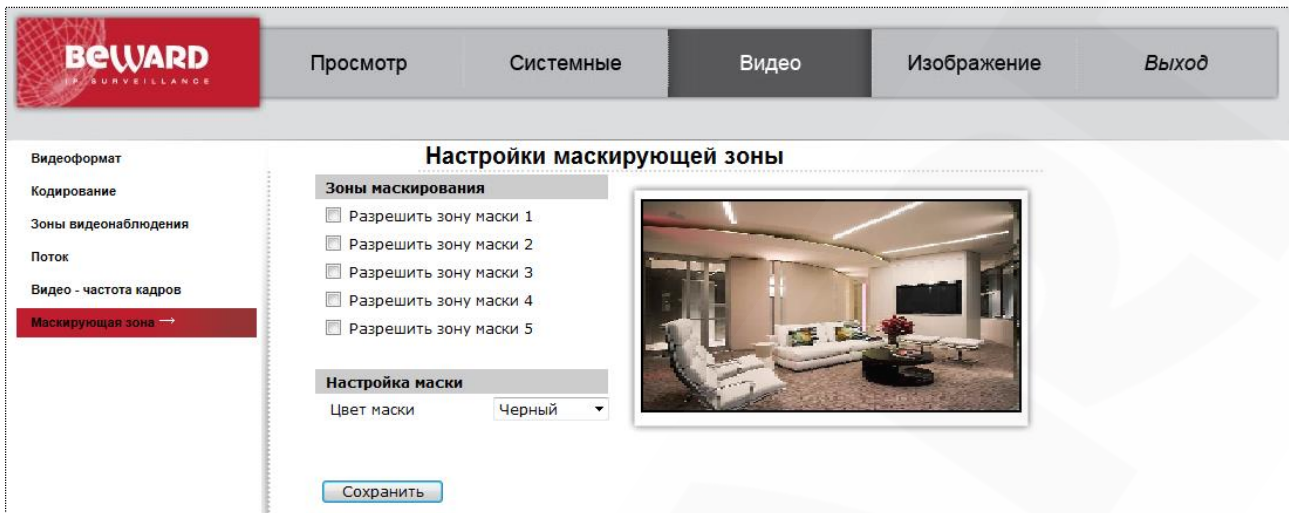 BEWARD
IP SURVEILLANCE
Просмотр
Системные
Видео
Изображение
Выход
Видеоформат
Кодирование
Зоны видеонаблюдения
Поток
Видео - частота кадров
Маскирующая зона →
Настройки маскирующей зоны
Зоны маскирования
Разрешить зону маски 1
Разрешить зону маски 2
Разрешить зону маски 3
Разрешить зону маски 4
Разрешить зону маски 5
Настройка маски
Цвет маски Черный
Сохранить